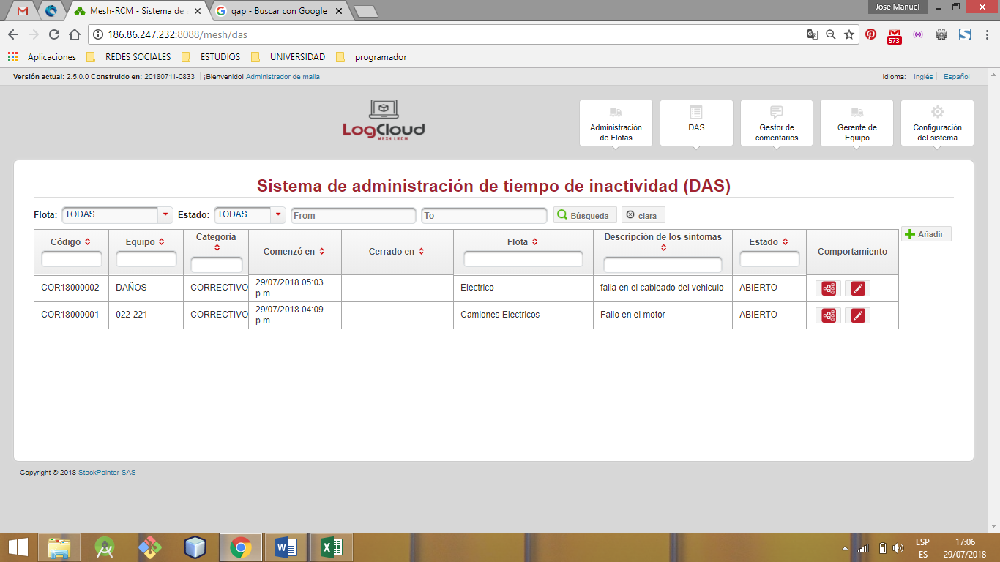 Jose Manuel
Mesh-RCM - Sistema de
qap - Buscar con Google
186.86.247.232:8088/mesh/das
573
Aplicaciones REDES SOCIALES ESTUDIOS UNIVERSIDAD programador
Versión actual: 2.5.0.0 Construido en: 20180711-0833 ¡Bienvenido! Administrador de malla
Idioma: Inglés Español
LogCloud
MESH LRCM
Administración de Flotas
DAS
Gestor de comentarios
Gerente de Equipo
Configuración del sistema
Sistema de administración de tiempo de inactividad (DAS)
Flota: TODAS Estado: TODAS From To Búsqueda clara
Añadir
Código Equipo Categoría Comenzó en Cerrado en Flota Descripción de los síntomas Estado Comportamiento
COR18000002 DAÑOS CORRECTIVO 29/07/2018 05:03 p.m. Electrico falla en el cableado del vehiculo ABIERTO
COR18000001 022-221 CORRECTIVO 29/07/2018 04:09 p.m. Camiones Electricos Fallo en el motor ABIERTO
Copyright © 2018 StackPointer SAS
ESP
ES
17:06
29/07/2018